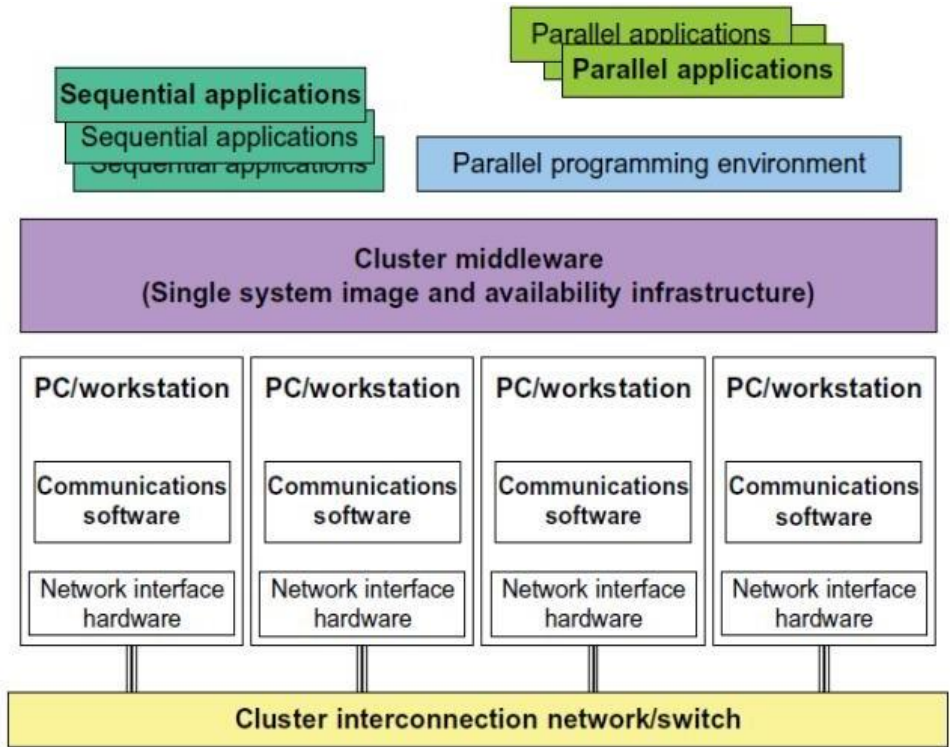 Parallel applications
Parallel applications
Sequential applications
Sequential applications
Sequential applications
Parallel programming environment
Cluster middleware
(Single system image and availability infrastructure)
PC/workstation
Communications
software
Network interface
hardware
PC/workstation
Communications
software
Network interface
hardware
PC/workstation
Communications
software
Network interface
hardware
PC/workstation
Communications
software
Network interface
hardware
Cluster interconnection network/switch